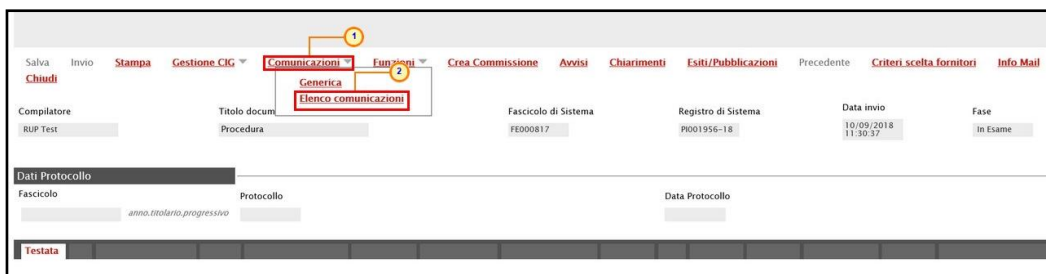 1
Salva Invio Stampa Gestione CIG Comunicazioni Funzioni Crea Commissione Avvisi Chiarimenti Esiti/Pubblicazioni Precedente Criteri scelta fornitori Info Mail
Chiudi
2
Generica
Elenco comunicazioni
Compilatore Titolo docum Fascicolo di Sistema Registro di Sistema Data invio Fase
RUP Test Procedura FE000817 PI001956-18 10/09/2018 In Esame
11:30:37
Dati Protocollo
Fascicolo Protocollo Data Protocollo
anno.titolario.progressivo
Testata